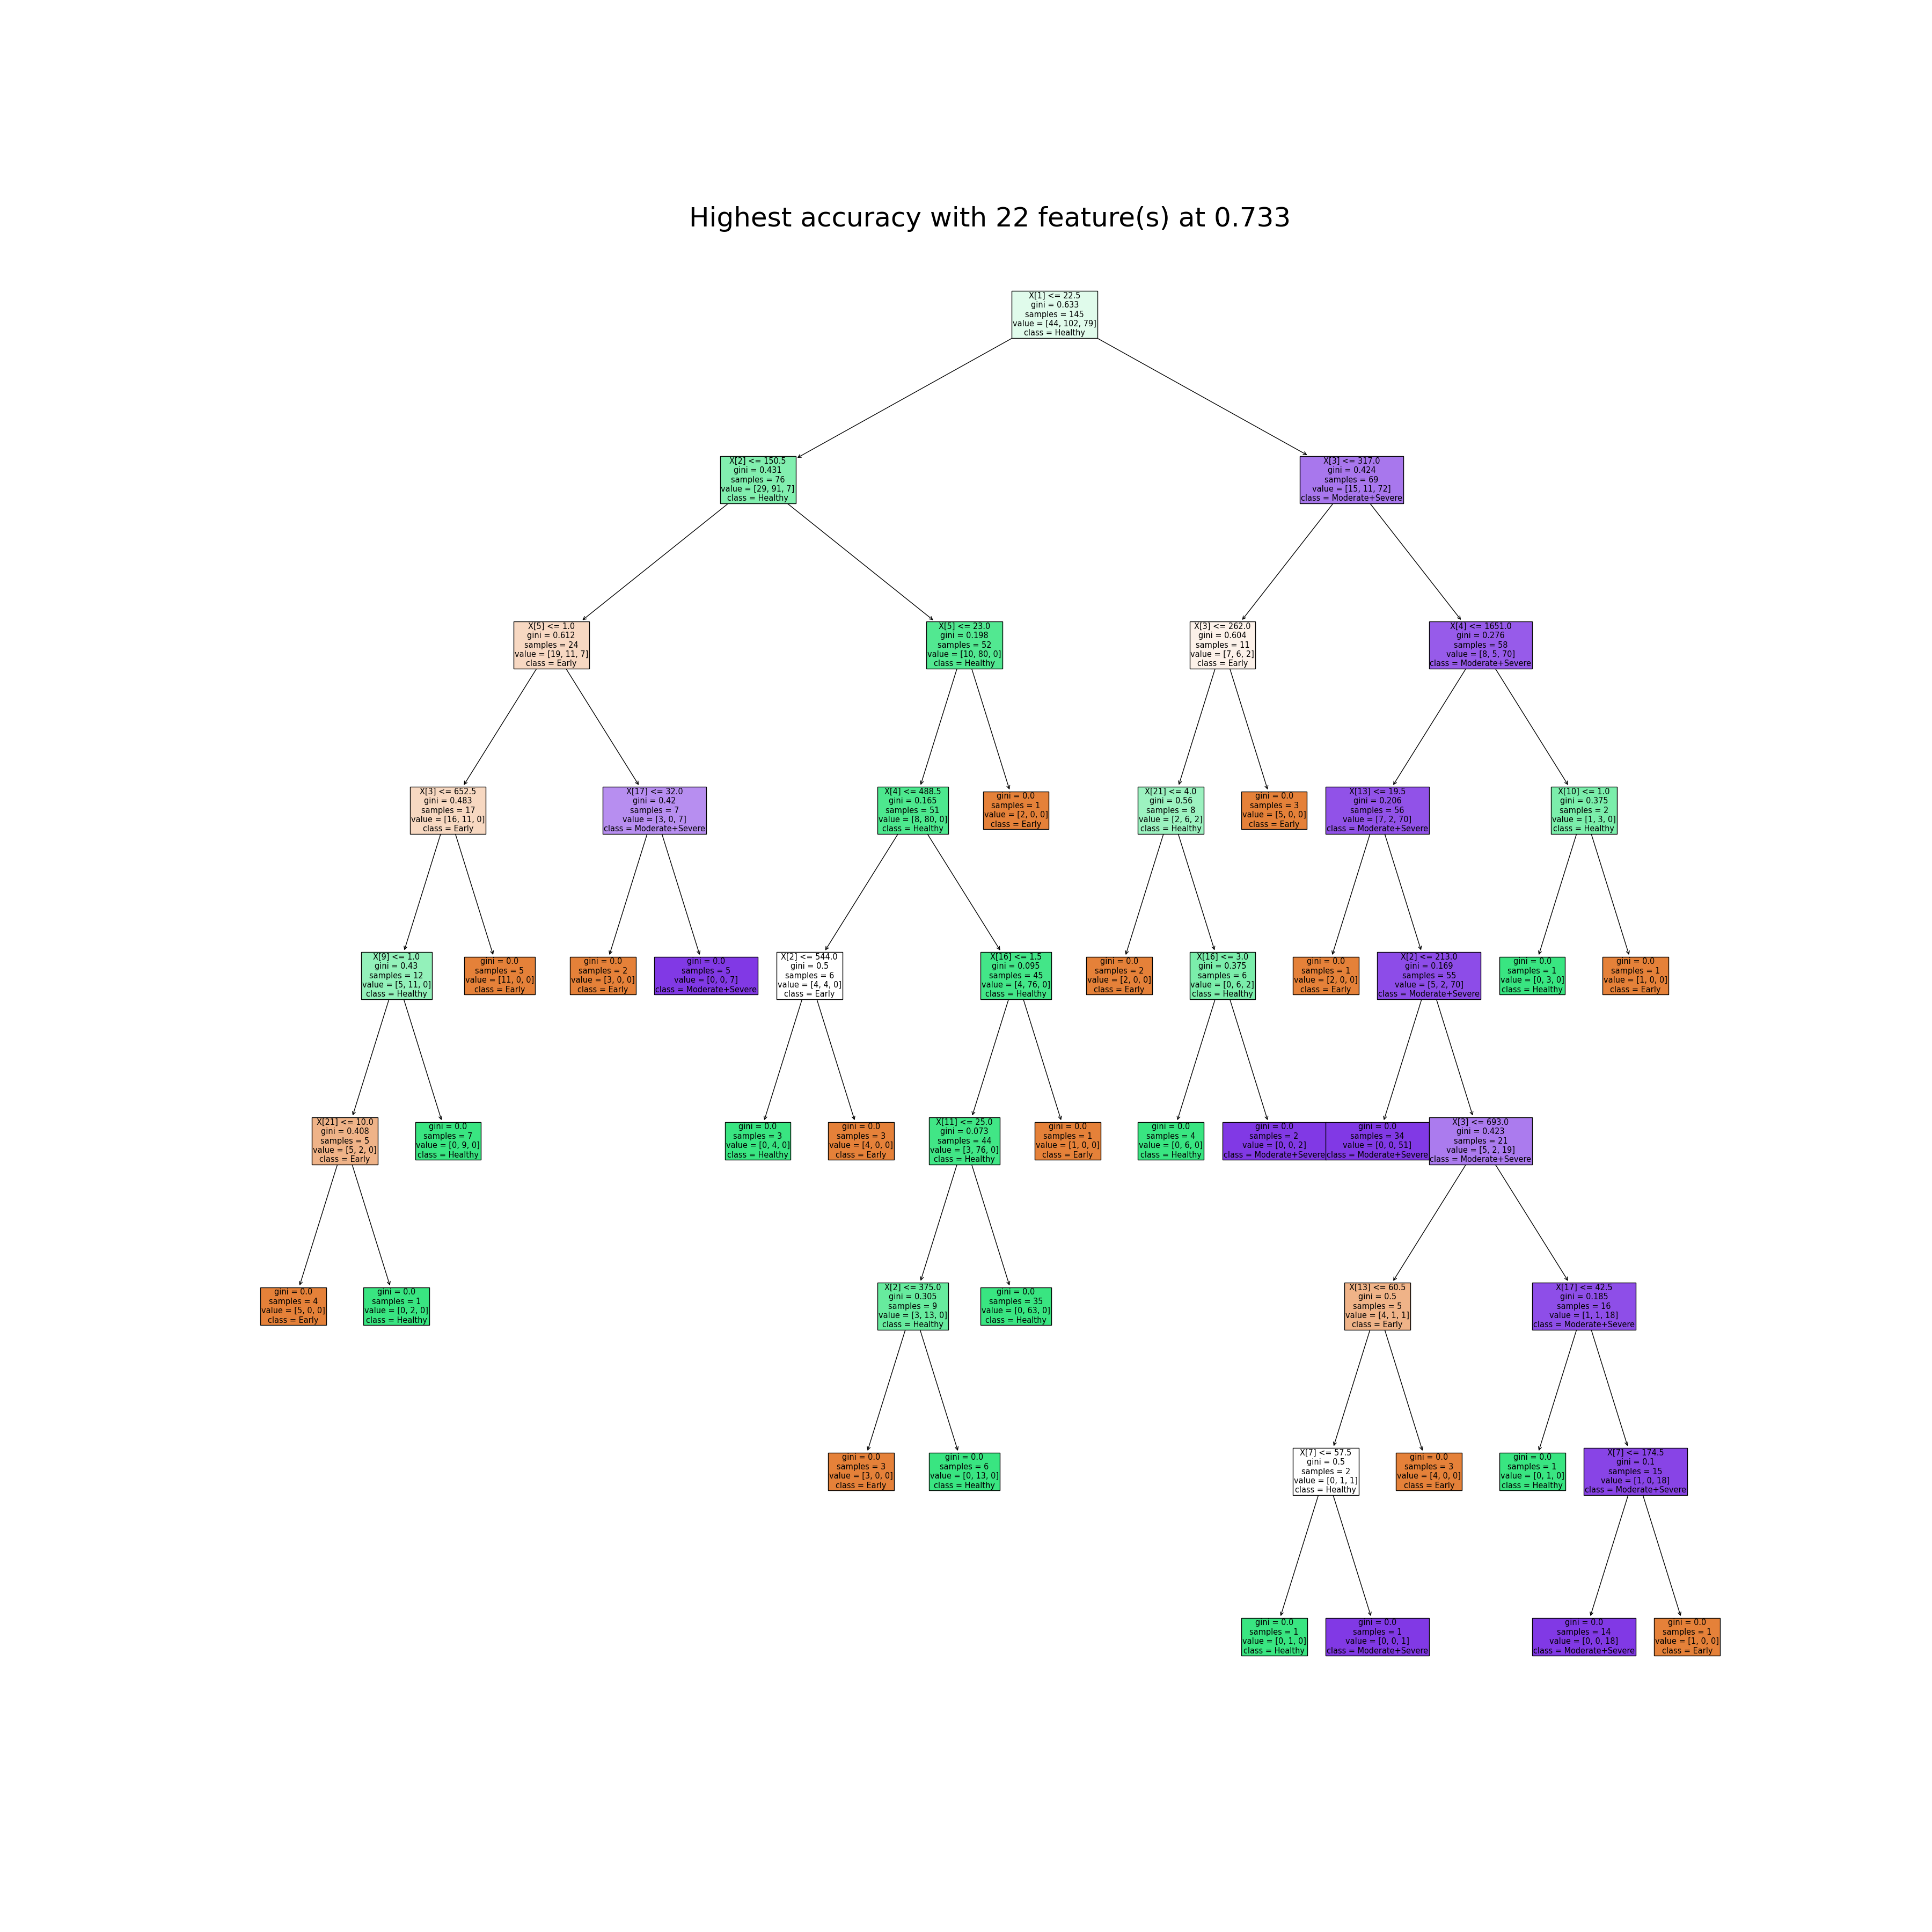 Highest accuracy with 22 feature(s) at 0.733
X[1] <= 22.5
gini = 0.633
samples = 145
value = [44, 102, 79]
class = Healthy
X[2] <= 150.5
gini = 0.431
samples = 76
value = [29, 91, 7]
class = Healthy
X[3] <= 317.0
gini = 0.424
samples = 69
value = [15, 11, 72]
class = Moderate+Severe
X[5] <= 1.0
gini = 0.612
samples = 24
value = [19, 11, 7]
class = Early
X[5] <= 23.0
gini = 0.198
samples = 52
value = [10, 80, 0]
class = Healthy
X[3] <= 262.0
gini = 0.604
samples = 11
value = [7, 6, 2]
class = Early
X[4] <= 1651.0
gini = 0.276
samples = 58
value = [8, 5, 70]
class = Moderate+Severe
X[3] <= 652.5
gini = 0.483
samples = 17
value = [16, 11, 0]
class = Early
X[17] <= 32.0
gini = 0.42
samples = 7
value = [3, 0, 7]
class = Moderate+Severe
X[4] <= 488.5
gini = 0.165
samples = 51
value = [8, 80, 0]
class = Healthy
gini = 0.0
samples = 1
value = [2, 0, 0]
class = Early
X[21] <= 4.0
gini = 0.56
samples = 8
value = [2, 6, 2]
class = Healthy
gini = 0.0
samples = 3
value = [5, 0, 0]
class = Early
X[13] <= 19.5
gini = 0.206
samples = 56
value = [7, 2, 70]
class = Moderate+Severe
X[10] <= 1.0
gini = 0.375
samples = 2
value = [1, 3, 0]
class = Healthy
X[9] <= 1.0
gini = 0.43
samples = 12
value = [5, 11, 0]
class = Healthy
gini = 0.0
samples = 5
value = [11, 0, 0]
class = Early
gini = 0.0
samples = 2
value = [3, 0, 0]
class = Early
gini = 0.0
samples = 5
value = [0, 0, 7]
class = Moderate+Severe
X[2] <= 544.0
gini = 0.5
samples = 6
value = [4, 4, 0]
class = Early
X[16] <= 1.5
gini = 0.095
samples = 45
value = [4, 76, 0]
class = Healthy
gini = 0.0
samples = 2
value = [2, 0, 0]
class = Early
X[16] <= 3.0
gini = 0.375
samples = 6
value = [0, 6, 2]
class = Healthy
gini = 0.0
samples = 1
value = [2, 0, 0]
class = Early
X[2] <= 213.0
gini = 0.169
samples = 55
value = [5, 2, 70]
class = Moderate+Severe
gini = 0.0
samples = 1
value = [0, 3, 0]
class = Healthy
gini = 0.0
samples = 1
value = [1, 0, 0]
class = Early
X[21] <= 10.0
gini = 0.408
samples = 5
value = [5, 2, 0]
class = Early
gini = 0.0
samples = 7
value = [0, 9, 0]
class = Healthy
gini = 0.0
samples = 3
value = [0, 4, 0]
class = Healthy
gini = 0.0
samples = 3
value = [4, 0, 0]
class = Early
X[11] <= 25.0
gini = 0.073
samples = 44
value = [3, 76, 0]
class = Healthy
gini = 0.0
samples = 1
value = [1, 0, 0]
class = Early
gini = 0.0
samples = 4
value = [0, 6, 0]
class = Healthy
gini = 0.0
samples = 2
value = [0, 0, 2]
class = Moderate+Severe
gini = 0.0
samples = 34
value = [0, 0, 51]
class = Moderate+Severe
X[3] <= 693.0
gini = 0.423
samples = 21
value = [5, 2, 19]
class = Moderate+Severe
gini = 0.0
samples = 4
value = [5, 0, 0]
class = Early
gini = 0.0
samples = 1
value = [0, 2, 0]
class = Healthy
X[2] <= 375.0
gini = 0.305
samples = 9
value = [3, 13, 0]
class = Healthy
gini = 0.0
samples = 35
value = [0, 63, 0]
class = Healthy
X[13] <= 60.5
gini = 0.5
samples = 5
value = [4, 1, 1]
class = Early
X[17] <= 42.5
gini = 0.185
samples = 16
value = [1, 1, 18]
class = Moderate+Severe
gini = 0.0
samples = 3
value = [3, 0, 0]
class = Early
gini = 0.0
samples = 6
value = [0, 13, 0]
class = Healthy
X[7] <= 57.5
gini = 0.5
samples = 2
value = [0, 1, 1]
class = Healthy
gini = 0.0
samples = 3
value = [4, 0, 0]
class = Early
gini = 0.0
samples = 1
value = [0, 1, 0]
class = Healthy
X[7] <= 174.5
gini = 0.1
samples = 15
value = [1, 0, 18]
class = Moderate+Severe
gini = 0.0
samples = 1
value = [0, 1, 0]
class = Healthy
gini = 0.0
samples = 1
value = [0, 0, 1]
class = Moderate+Severe
gini = 0.0
samples = 14
value = [0, 0, 18]
class = Moderate+Severe
gini = 0.0
samples = 1
value = [1, 0, 0]
class = Early